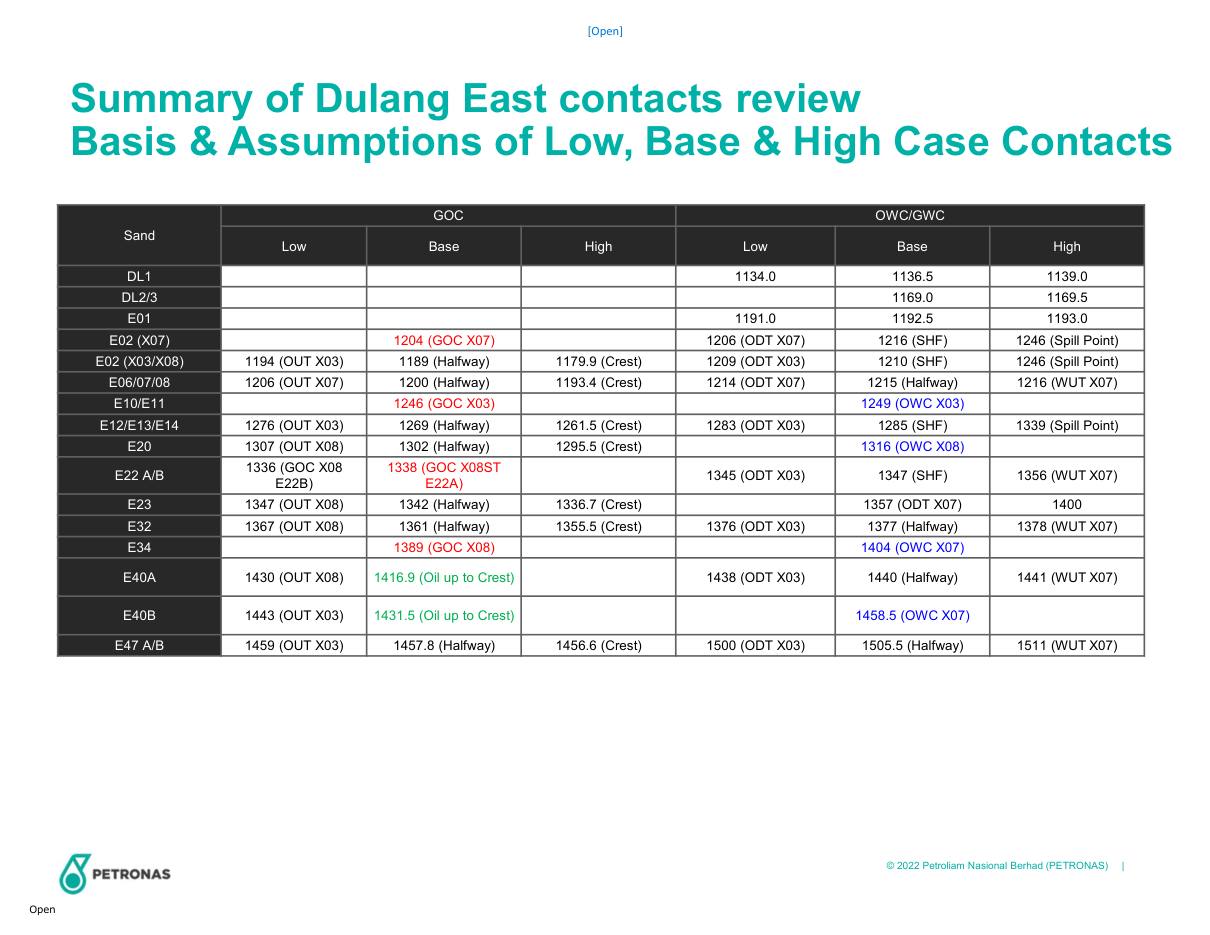 [Open]
Summary of Dulang East contacts review
Basis & Assumptions of Low, Base & High Case Contacts
Sand GOC OWC/GWC
Low Base High Low Base High
DL1 1134.0 1136.5 1139.0
DL2/3 1169.0 1169.5
E01 1191.0 1192.5 1193.0
E02 (X07) 1204 (GOC X07) 1206 (ODT X07) 1216 (SHF) 1246 (Spill Point)
E02 (X03/X08) 1194 (OUT X03) 1189 (Halfway) 1179.9 (Crest) 1209 (ODT X03) 1210 (SHF) 1246 (Spill Point)
E06/07/08 1206 (OUT X07) 1200 (Halfway) 1193.4 (Crest) 1214 (ODT X07) 1215 (Halfway) 1216 (WUT X07)
E10/E11 1246 (GOC X03) 1249 (OWC X03)
E12/E13/E14 1276 (OUT X03) 1269 (Halfway) 1261.5 (Crest) 1283 (ODT X03) 1285 (SHF) 1339 (Spill Point)
E20 1307 (OUT X08) 1302 (Halfway) 1295.5 (Crest) 1316 (OWC X08)
E22 A/B 1336 (GOC X08 E22B) 1338 (GOC X08ST E22A) 1345 (ODT X03) 1347 (SHF) 1356 (WUT X07)
E23 1347 (OUT X08) 1342 (Halfway) 1336.7 (Crest) 1357 (ODT X07) 1400
E32 1367 (OUT X08) 1361 (Halfway) 1355.5 (Crest) 1376 (ODT X03) 1377 (Halfway) 1378 (WUT X07)
E34 1389 (GOC X08) 1404 (OWC X07)
E40A 1430 (OUT X08) 1416.9 (Oil up to Crest) 1438 (ODT X03) 1440 (Halfway) 1441 (WUT X07)
E40B 1443 (OUT X03) 1431.5 (Oil up to Crest) 1458.5 (OWC X07)
E47 A/B 1459 (OUT X03) 1457.8 (Halfway) 1456.6 (Crest) 1500 (ODT X03) 1505.5 (Halfway) 1511 (WUT X07)
PETRONAS
© 2022 Petroliam Nasional Berhad (PETRONAS) |
Open